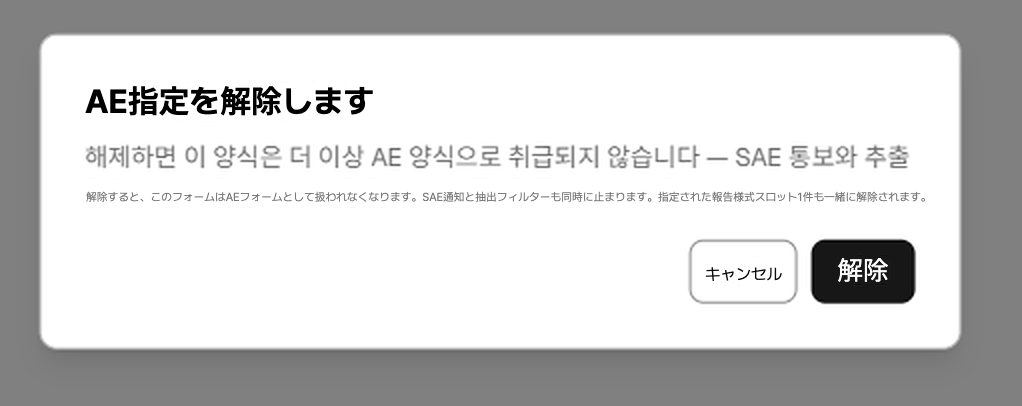 AE指定を解除します
해제하면 이 양식은 더 이상 AE 양식으로 취급되지 않습니다 — SAE 통보와 추출
解除すると、このフォームはAEフォームとして扱われなくなります。SAE通知と抽出フィルターも同時に止まります。指定された報告様式スロット1件も一緒に解除されます。
キャンセル
解除